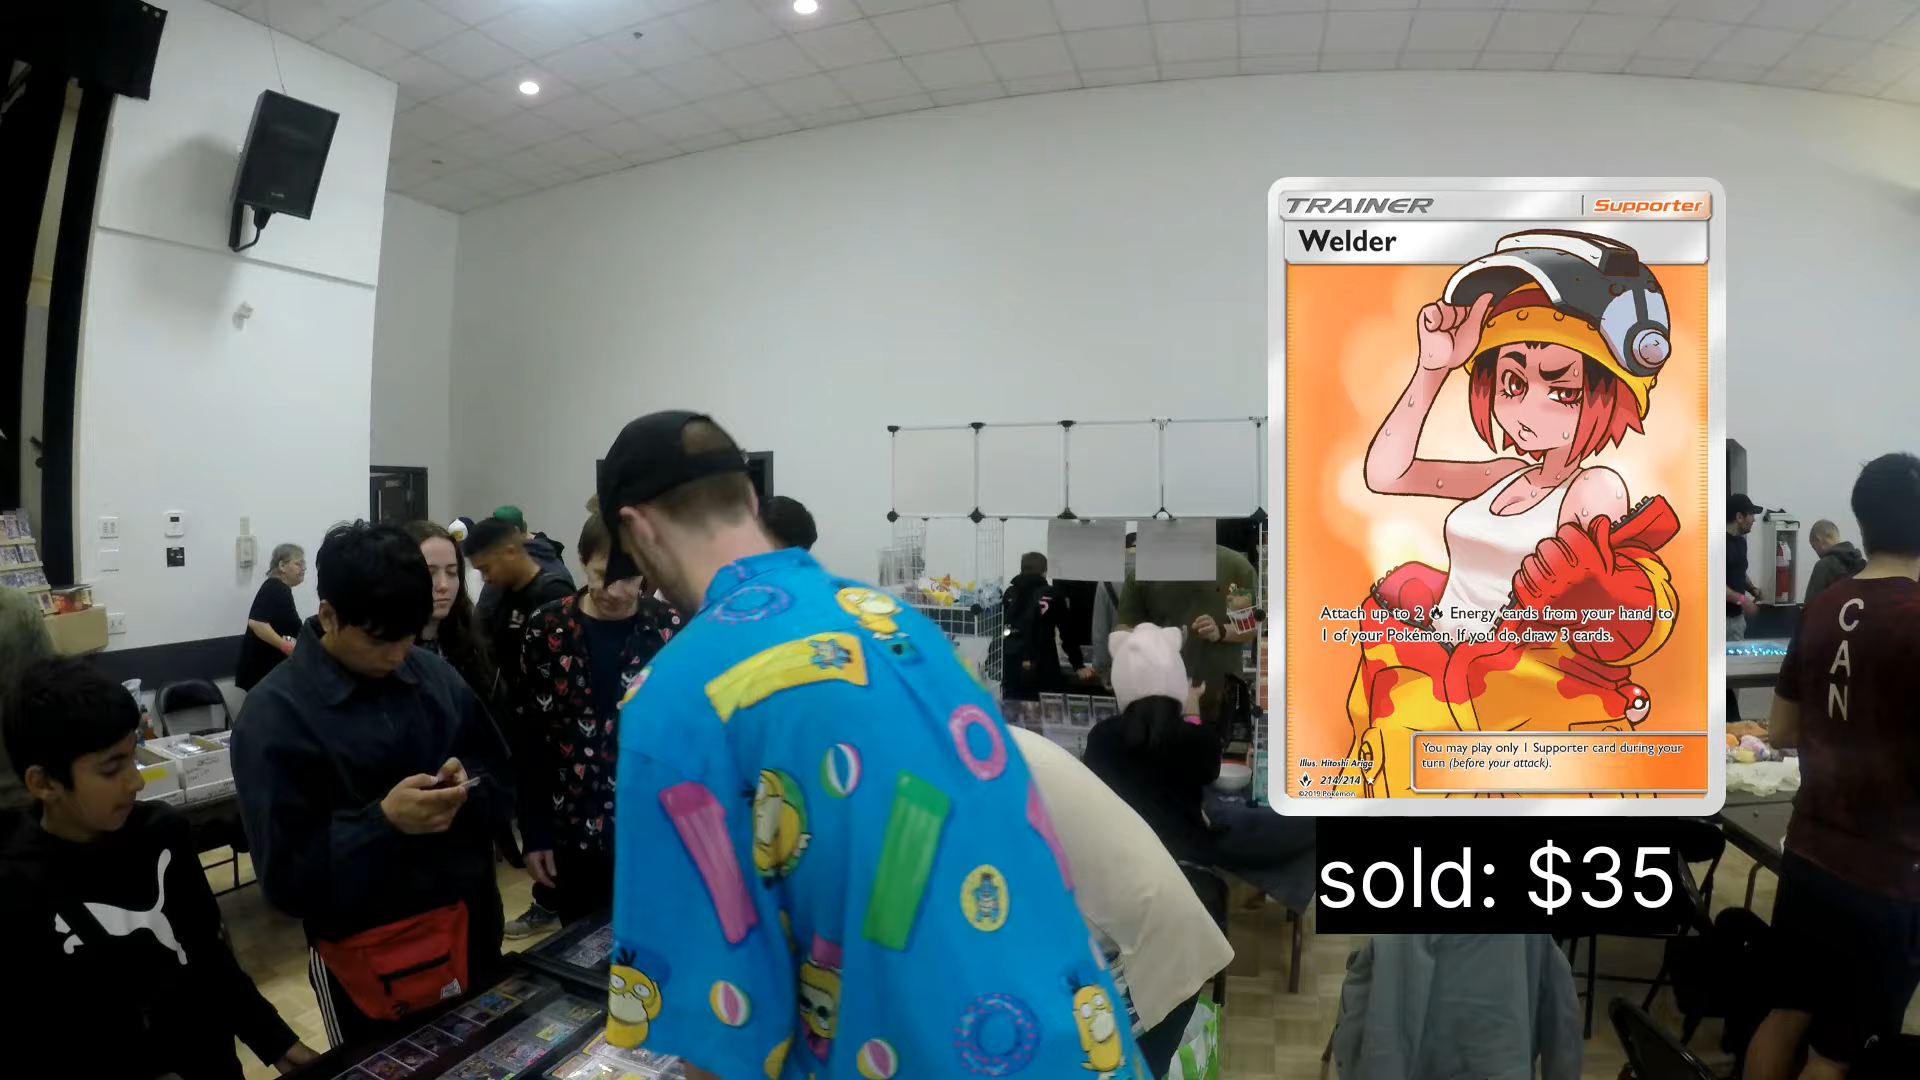 TRAINER
Supporter
Welder
Attach up to 2 Energy cards from your hand to
1 of your Pokémon. If you do, draw 3 cards.
You may play only 1 Supporter card during your
turn (before your attack).
Illus. Hitoshi Ariga
214/214
©2019 Pokémon
sold: $35
CAN